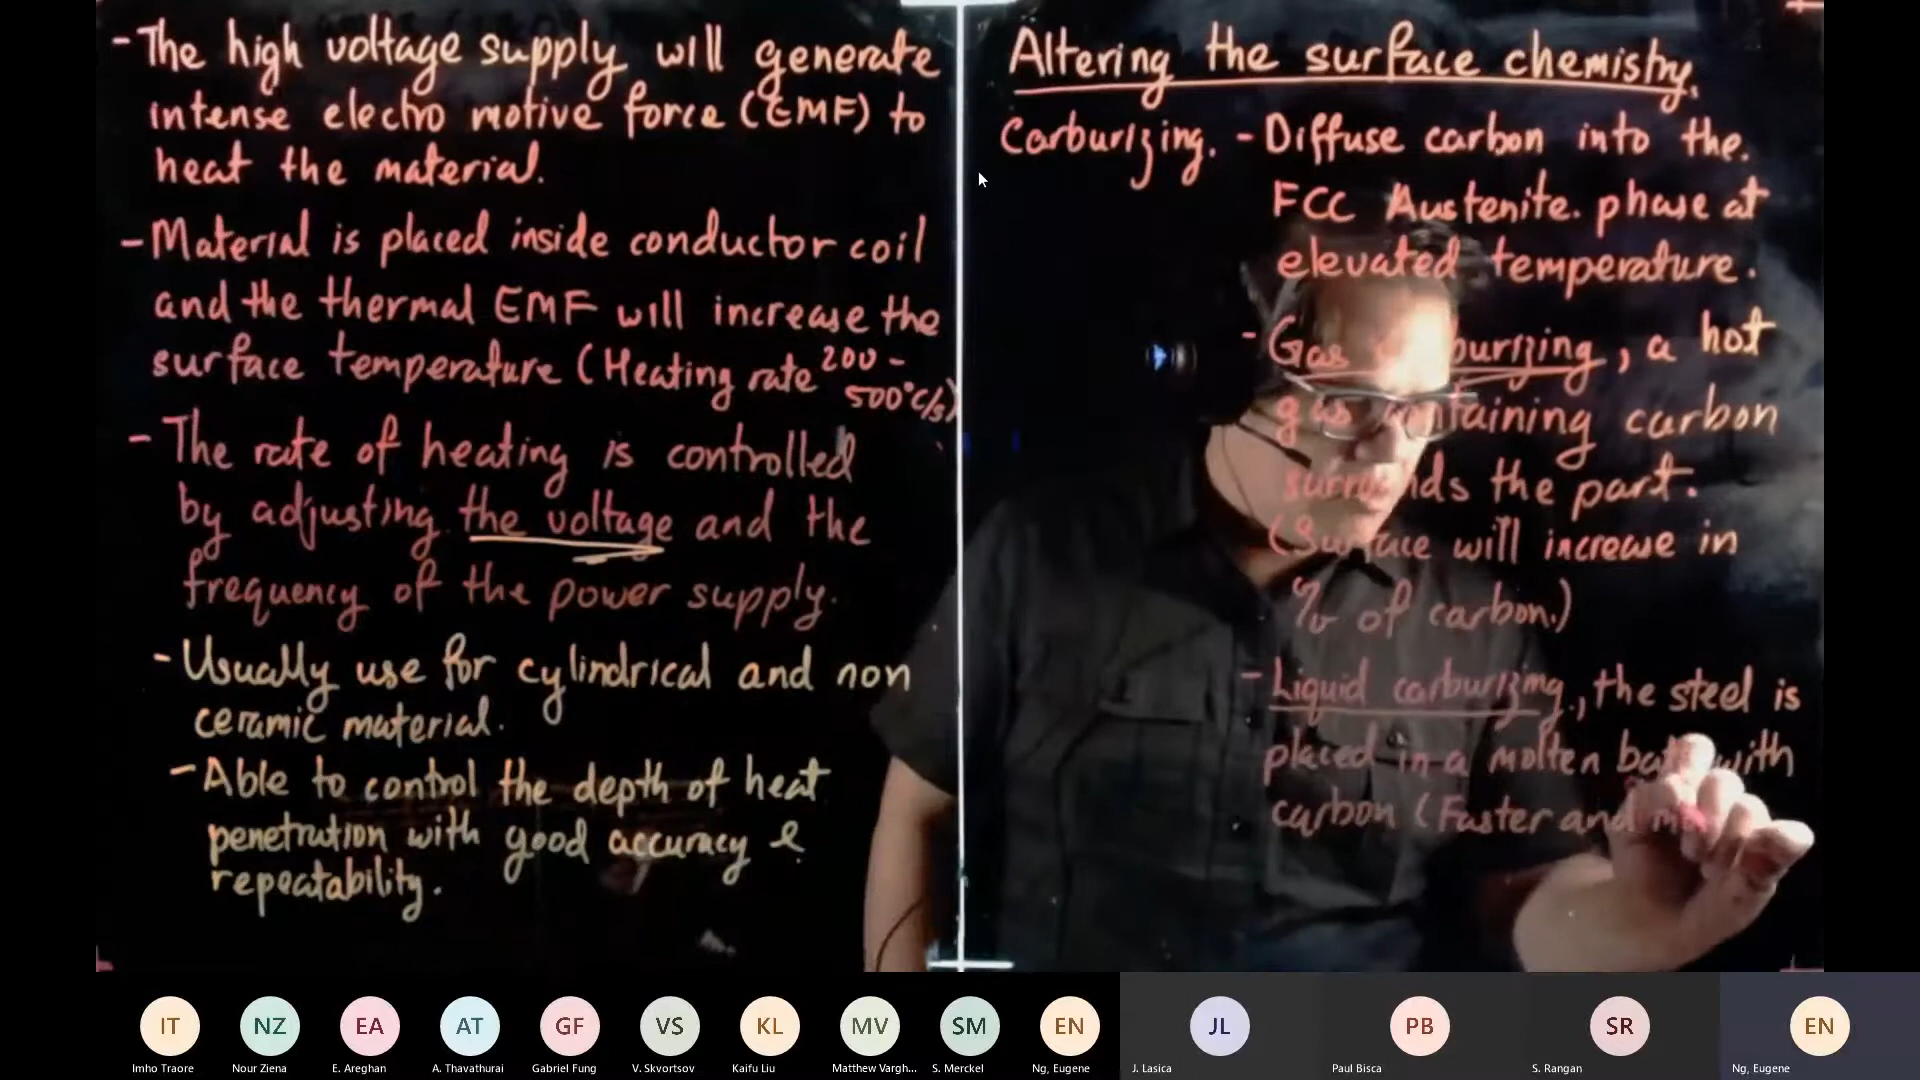 - The high voltage supply will generate
intense electro motive force (EMF) to
heat the material.
- Material is placed inside conductor coil
and the thermal EMF will increase the
surface temperature (Heating rate 200 -
500°C/s)
- The rate of heating is controlled
by adjusting the voltage and the
frequency of the power supply.
- Usually use for cylindrical and non
ceramic material.
- Able to control the depth of heat
penetration with good accuracy &
repeatability.
Altering the surface chemistry.
Carburizing. - Diffuse carbon into the.
FCC Austenite. phase at
elevated temperature.
- Gas carburizing, a hot
gas containing carbon
surrounds the part.
(Surface will increase in
% of carbon.)
- Liquid carburizing, the steel is
placed in a molten bath with
carbon (Faster and
IT
NZ
EA
AT
GF
VS
KL
MV
SM
EN
JL
PB
SR
EN
Imho Traore
Nour Ziena
E. Areghan
A. Thavathurai
Gabriel Fung
V. Skvortsov
Kaifu Liu
Matthew Vargh...
S. Merckel
Ng, Eugene
J. Lasica
Paul Bisca
S. Rangan
Ng, Eugene